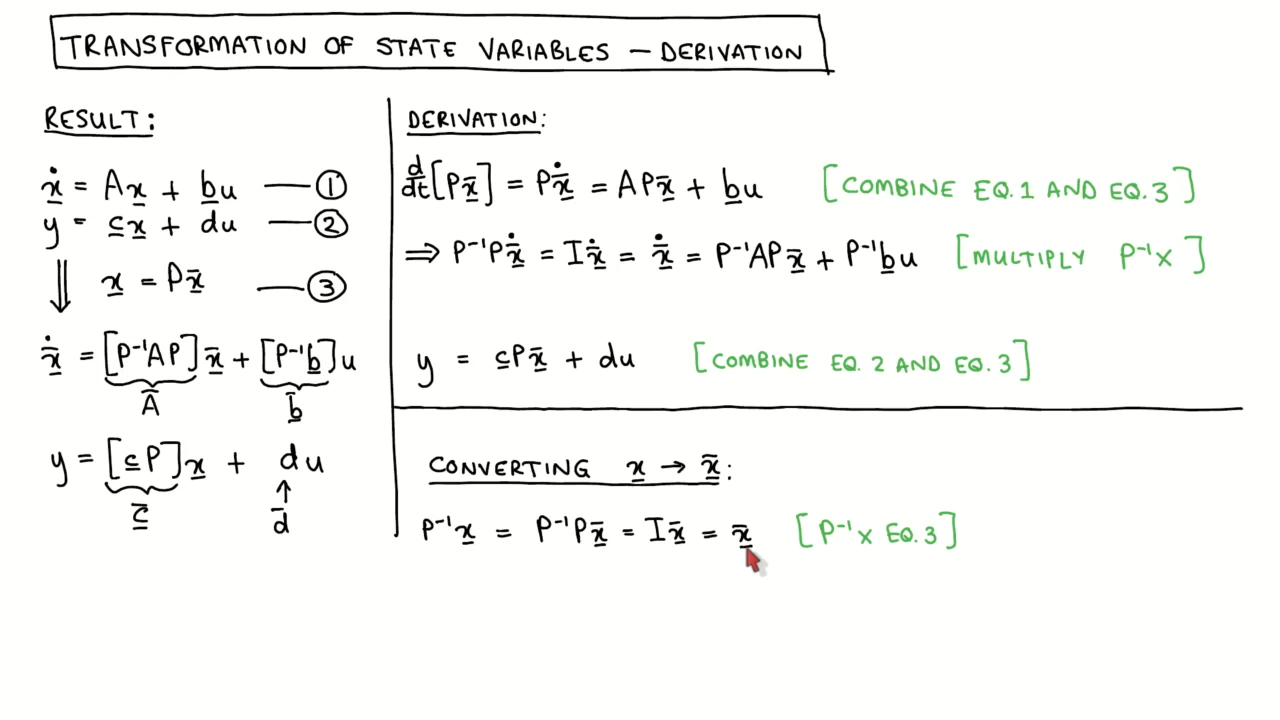 TRANSFORMATION OF STATE VARIABLES – DERIVATION
RESULT:
ẋ = Ax + bu —— ①
y = cx + du —— ②
⇓ x = Px̄ —— ③
x̄̇ = [P⁻¹AP]x̄ + [P⁻¹b]u
Ā b̄
y = [cP]x + du
c̄ d̄
DERIVATION:
d/dt[Px̄] = Px̄̇ = APx̄ + bu [COMBINE EQ.1 AND EQ.3]
⇒ P⁻¹Px̄̇ = Ix̄̇ = x̄̇ = P⁻¹APx̄ + P⁻¹bu [MULTIPLY P⁻¹×]
y = cPx̄ + du [COMBINE EQ. 2 AND EQ. 3]
CONVERTING x → x̄:
P⁻¹x = P⁻¹Px̄ = Ix̄ = x̄ [P⁻¹× EQ. 3]